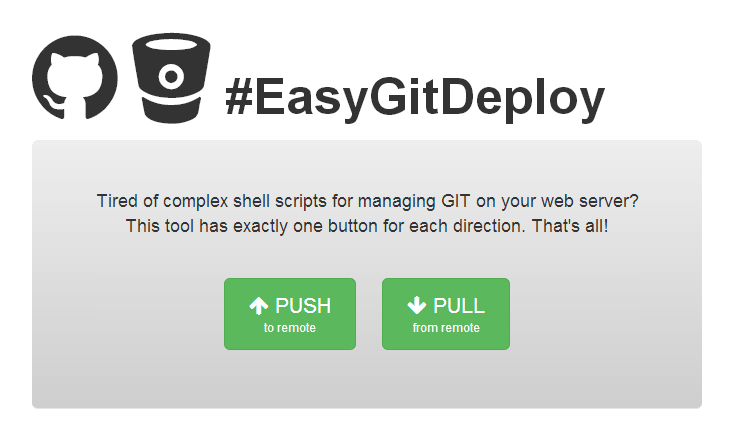 #EasyGitDeploy
Tired of complex shell scripts for managing GIT on your web server?
This tool has exactly one button for each direction. That's all!
PUSH
to remote
PULL
from remote